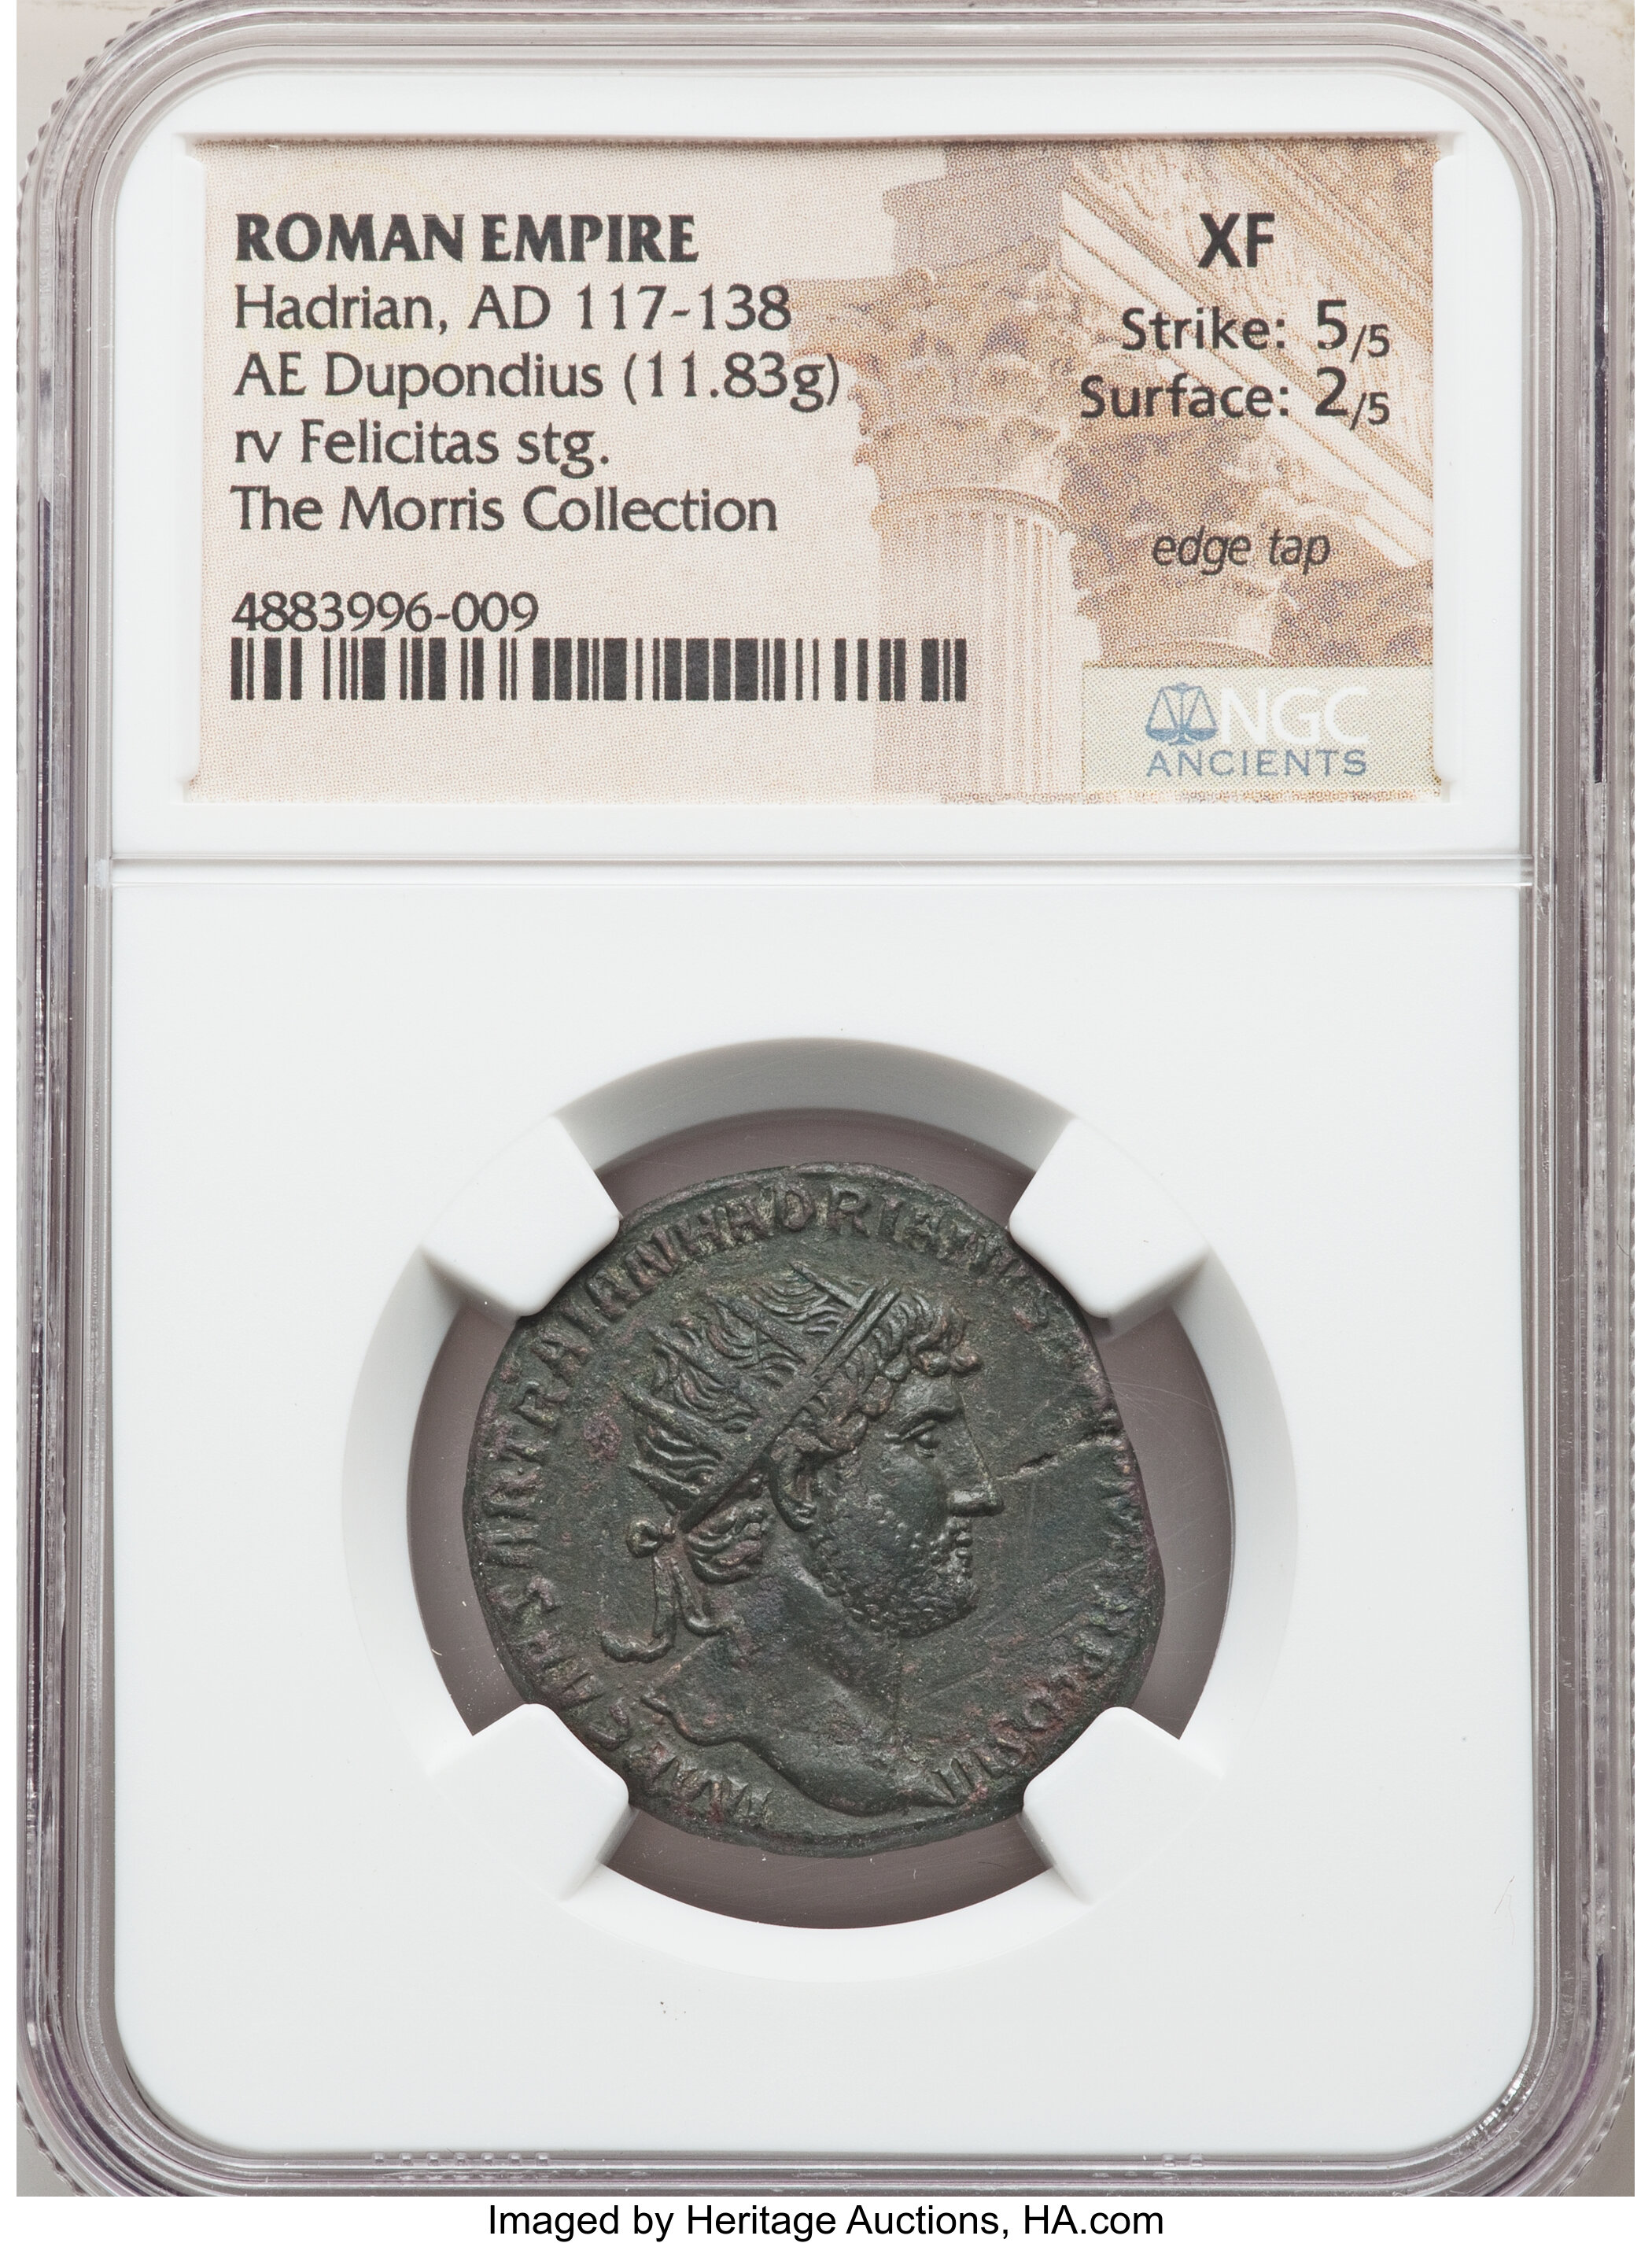 ROMAN EMPIRE
Hadrian, AD 117-138
AE Dupondius (11.83g)
rv Felicitas stg.
The Morris Collection
4883996-009
XF
Strike: 5/5
Surface: 2/5
edge tap
NGC
ANCIENTS
Imaged by Heritage Auctions, HA.com